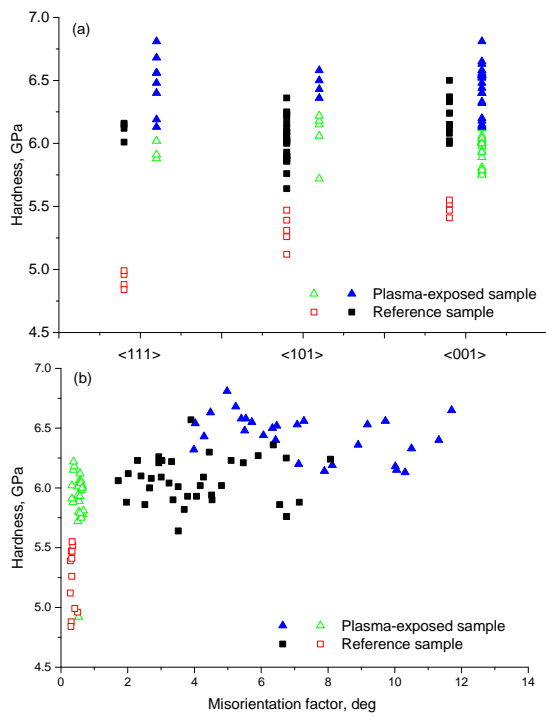 (a)
7.0
6.5
6.0
5.5
5.0
4.5
Hardness, GPa
Plasma-exposed sample
Reference sample
<111> <101> <001>
(b)
7.0
6.5
6.0
5.5
5.0
4.5
Hardness, GPa
Plasma-exposed sample
Reference sample
0 2 4 6 8 10 12 14
Misorientation factor, deg